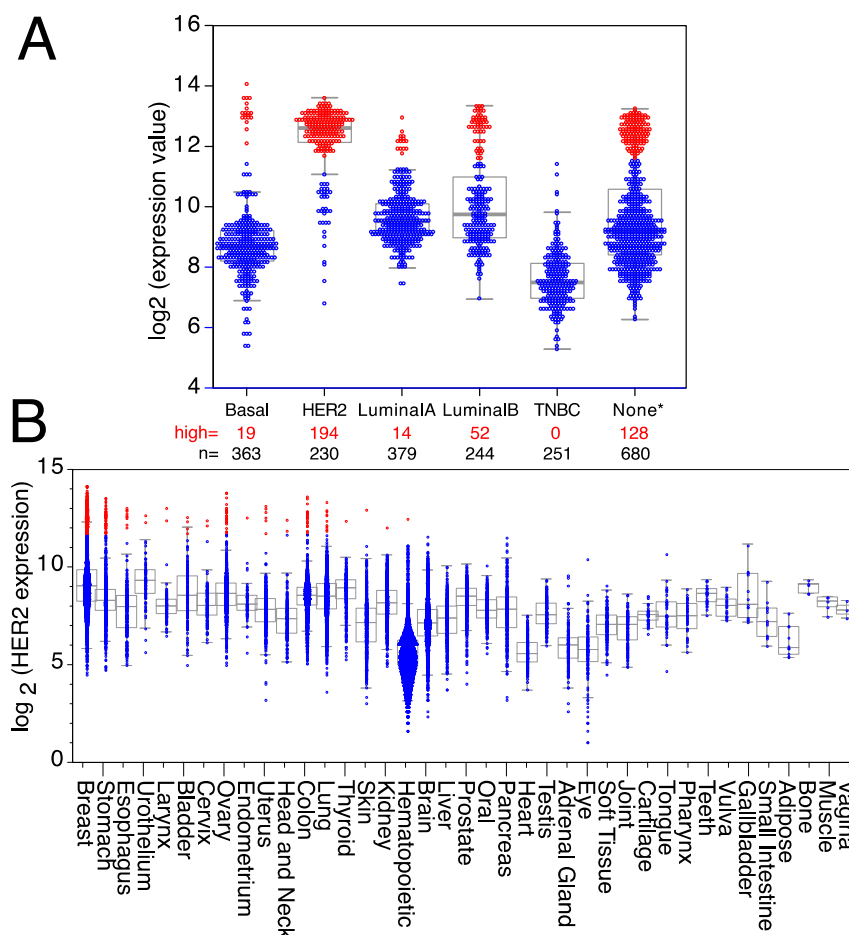 A
log2 (expression value)
16
14
12
10
8
6
4
Basal HER2 LuminalA LuminalB TNBC None*
high= 19 194 14 52 0 128
n= 363 230 379 244 251 680
B
log 2 (HER2 expression)
15
10
5
0
Breast
Stomach
Esophagus
Urothelium
Larynx
Bladder
Cervix
Ovary
Endometrium
Uterus
Head and Neck
Colon
Lung
Thyroid
Skin
Kidney
Hematopoietic
Brain
Liver
Prostate
Oral
Pancreas
Heart
Testis
Adrenal Gland
Eye
Soft Tissue
Joint
Cartilage
Tongue
Pharynx
Teeth
Vulva
Gallbladder
Small Intestine
Adipose
Bone
Muscle
Vagina